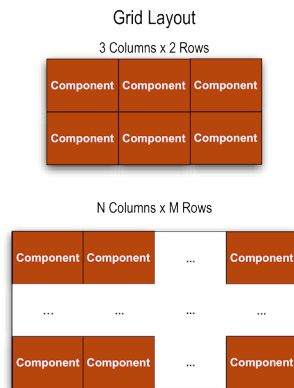 Grid Layout
3 Columns x 2 Rows
Component Component Component
Component Component Component
N Columns x M Rows
Component Component ... Component
... ... ... ...
Component Component ... Component